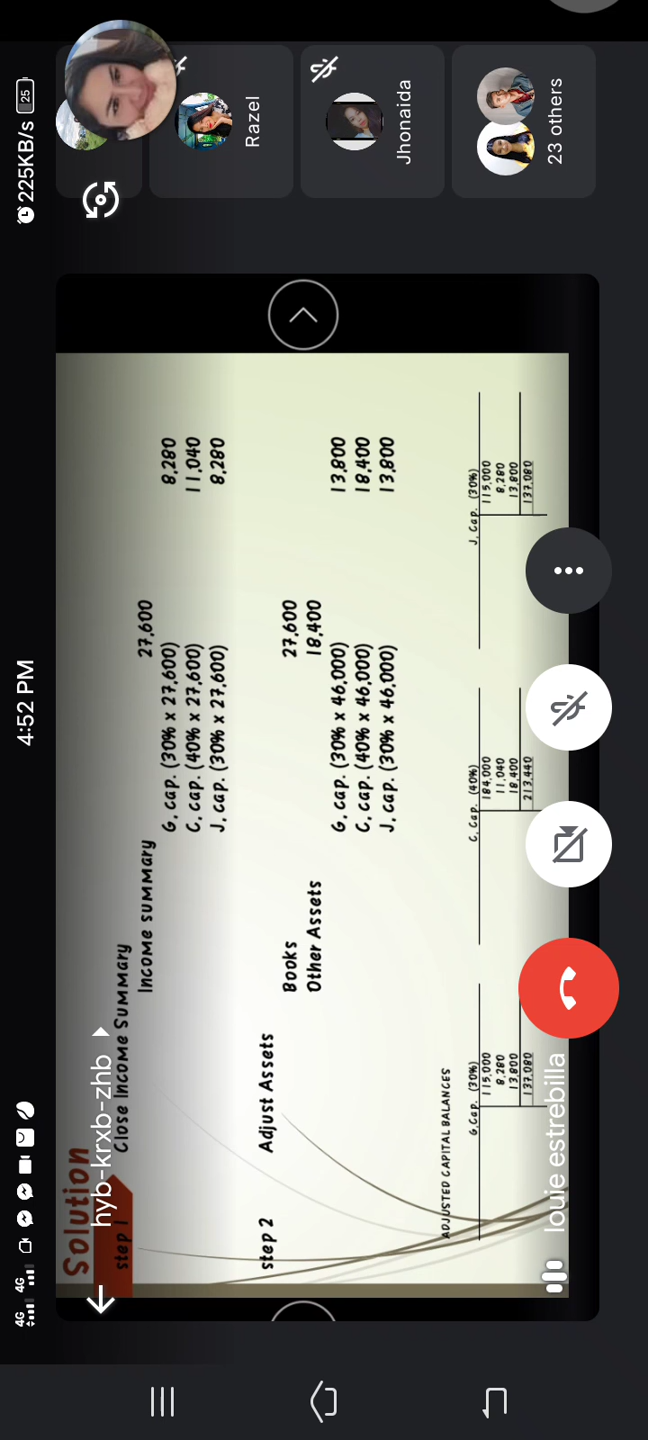 4:52 PM
225KB/s 25
4G 4G
hyb-krxb-zhb
Razel
Jhonaida
23 others
Solution
step 1 Close Income Summary
Income summary 27,600
G, cap. (30% x 27,600) 8,280
C, cap. (40% x 27,600) 11,040
J, cap. (30% x 27,600) 8,280
step 2 Adjust Assets
Books 27,600
Other Assets 18,400
G, cap. (30% x 46,000) 13,800
C, cap. (40% x 46,000) 18,400
J, cap. (30% x 46,000) 13,800
ADJUSTED CAPITAL BALANCES
G,Cap. (30%) C, Cap. (40%) J, Cap. (30%)
115,000 184,000 115,000
8,280 11,040 8,280
13,800 18,400 13,800
137,080 213,440 137,080
louie estrebilla